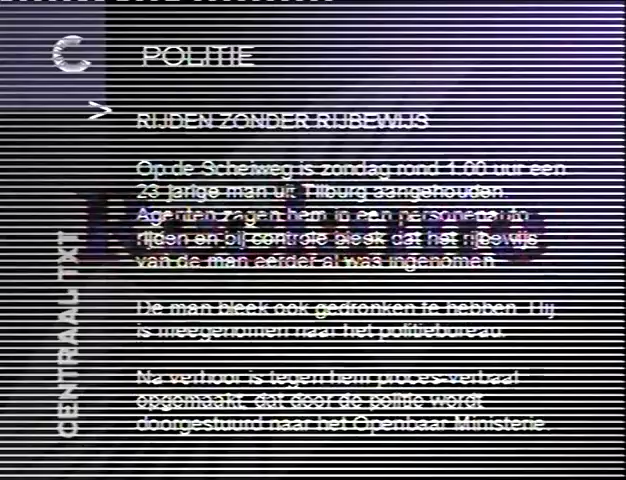 C
POLITIE
>
RIJDEN ZONDER RIJBEWIJS
Op de Scheiweg is zondag rond 1.00 uur een
23 jarige man uit Tilburg aangehouden.
Agenten zagen hem in een personenauto
rijden en bij controle bleek dat het rijbewijs
van de man eerder al was ingenomen.
De man bleek ook gedronken te hebben. Hij
is meegenomen naar het politiebureau.
Na verhoor is tegen hem proces-verbaal
opgemaakt, dat door de politie wordt
doorgestuurd naar het Openbaar Ministerie.
CENTRAAL TXT